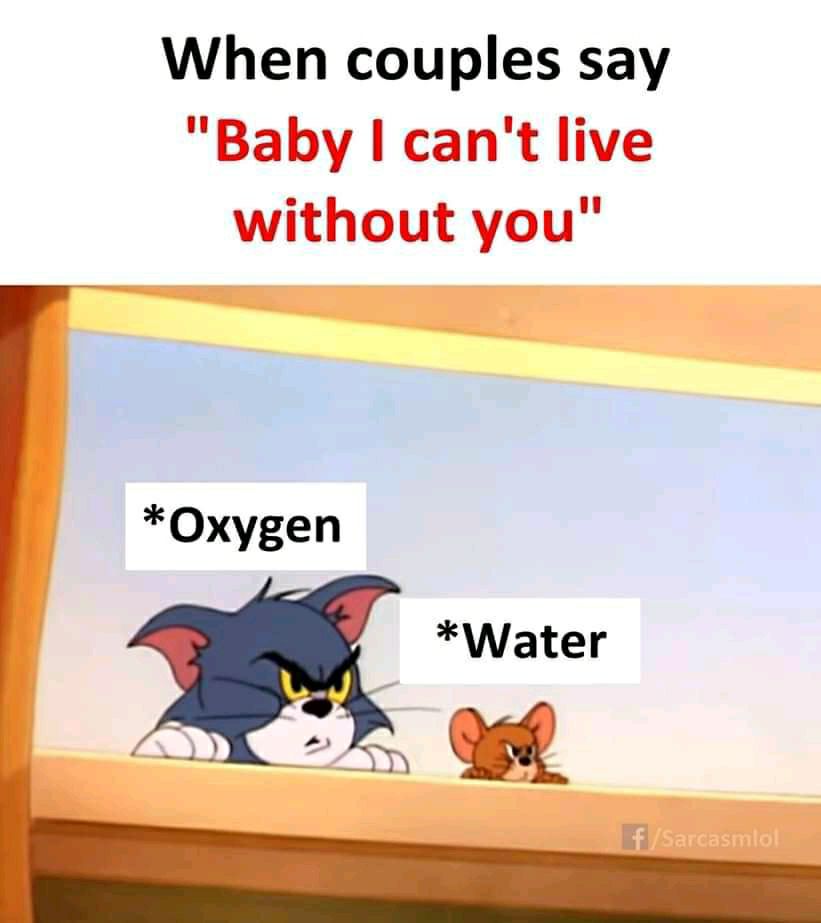 When couples say
"Baby I can't live
without you"
*Oxygen
*Water
f/Sarcasmlol